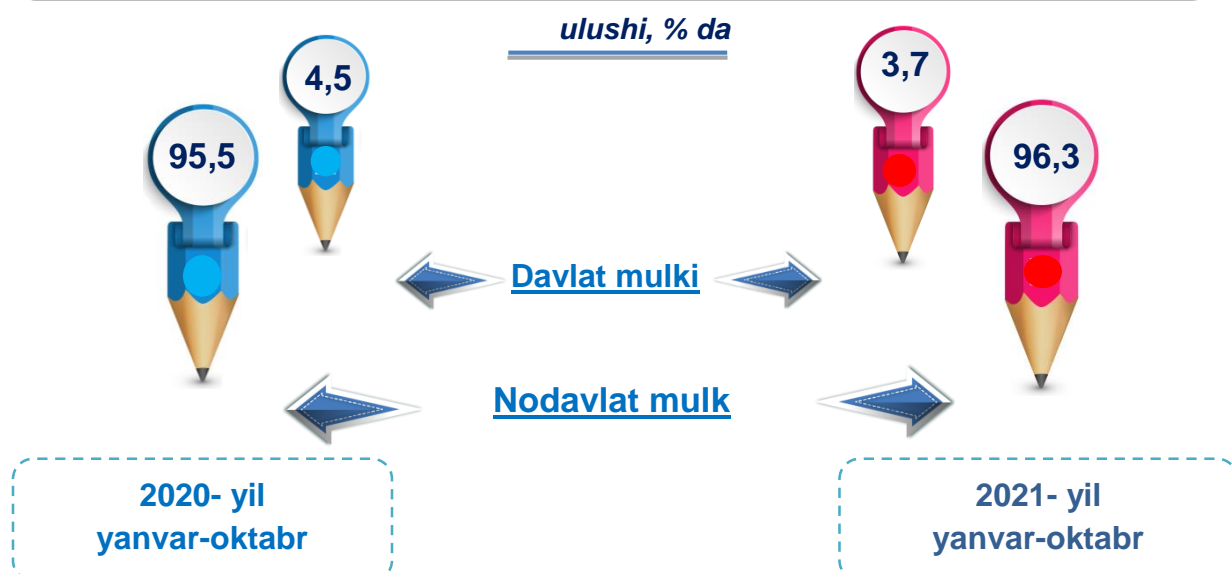 ulushi, % da
4,5
3,7
95,5
96,3
Davlat mulki
Nodavlat mulk
2020- yil
yanvar-oktabr
2021- yil
yanvar-oktabr